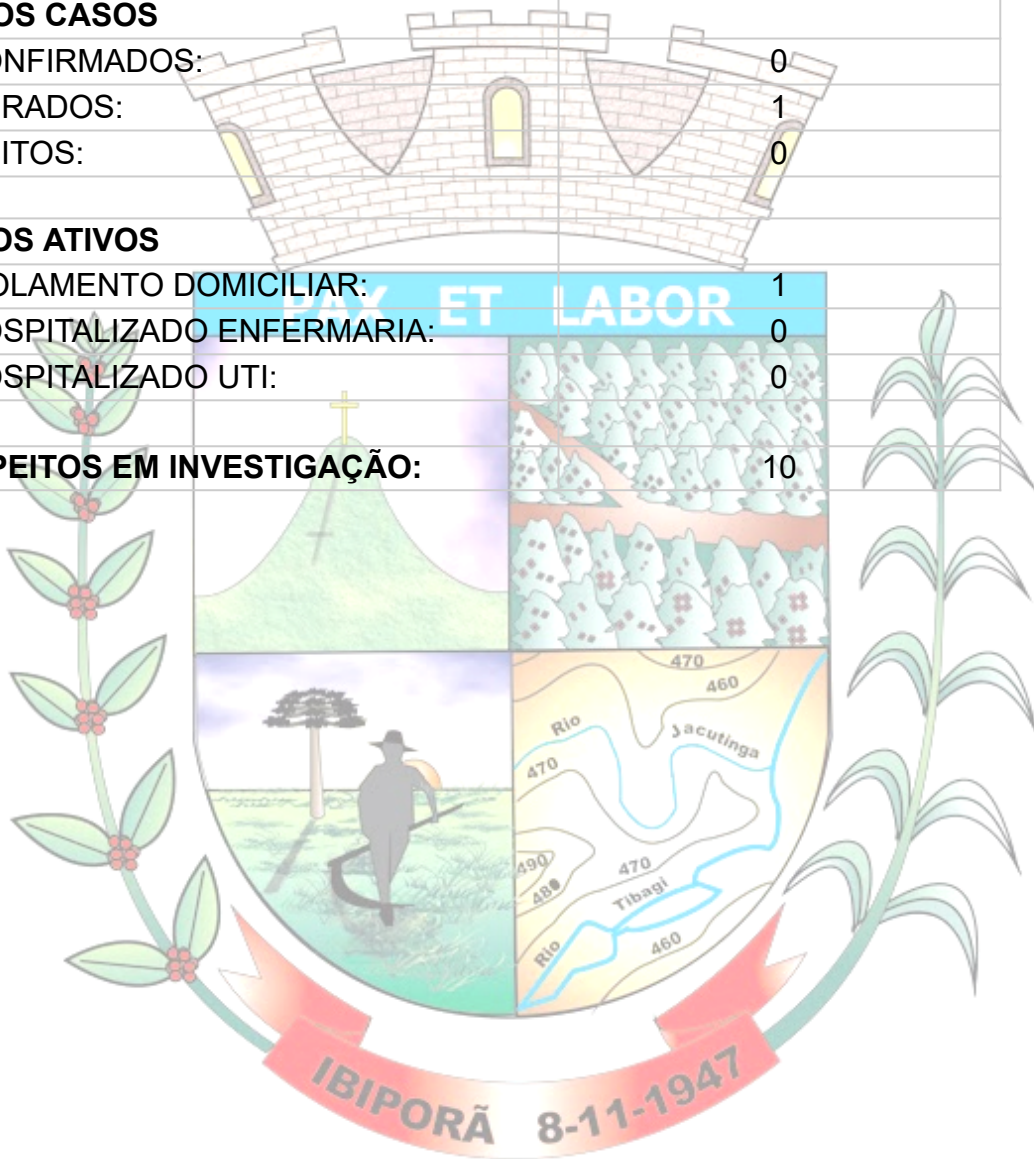 OS CASOS
ONFIRMADOS: 0
RADOS: 1
ITOS: 0
OS ATIVOS
OLAMENTO DOMICILIAR: 1
OSPITALIZADO ENFERMARIA: 0
OSPITALIZADO UTI: 0
PEITOS EM INVESTIGAÇÃO: 10
PAX ET LABOR
470
460
Rio Jacutinga
470
490
480
470
Rio Tibagi
460
IBIPORÃ 8-11-1947